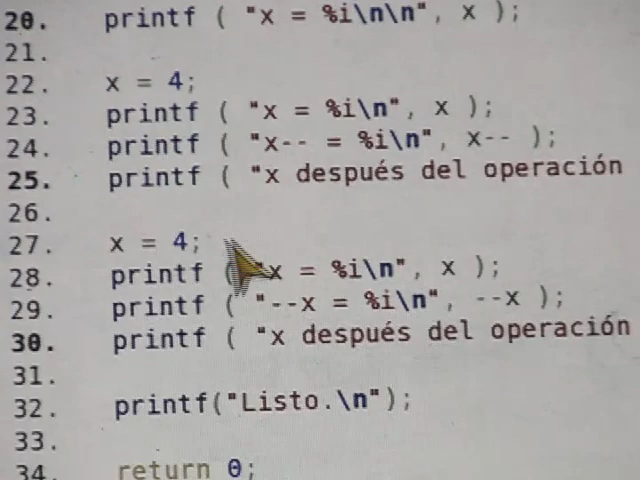 20. printf ( "x = %i\n\n", x );
21.
22. x = 4;
23. printf ( "x = %i\n", x );
24. printf ( "x-- = %i\n", x-- );
25. printf ( "x después del operación
26.
27. x = 4;
28. printf ( "x = %i\n", x );
29. printf ( "--x = %i\n", --x );
30. printf ( "x después del operación
31.
32. printf("Listo.\n");
33.
34. return 0;